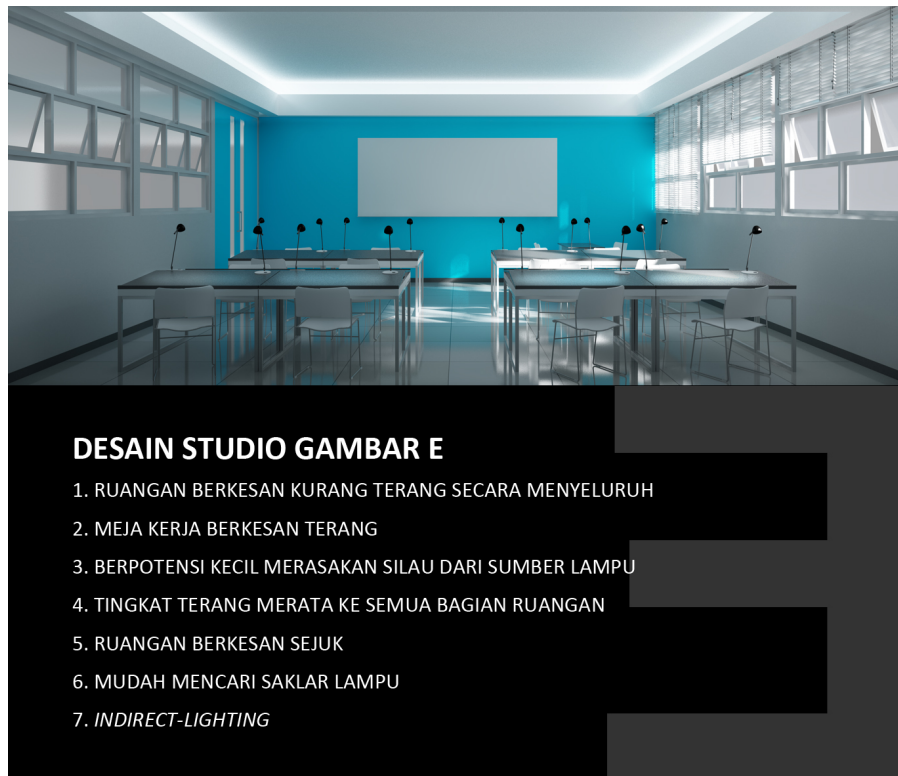 DESAIN STUDIO GAMBAR E
1. RUANGAN BERKESAN KURANG TERANG SECARA MENYELURUH
2. MEJA KERJA BERKESAN TERANG
3. BERPOTENSI KECIL MERASAKAN SILAU DARI SUMBER LAMPU
4. TINGKAT TERANG MERATA KE SEMUA BAGIAN RUANGAN
5. RUANGAN BERKESAN SEJUK
6. MUDAH MENCARI SAKLAR LAMPU
7. INDIRECT-LIGHTING
E